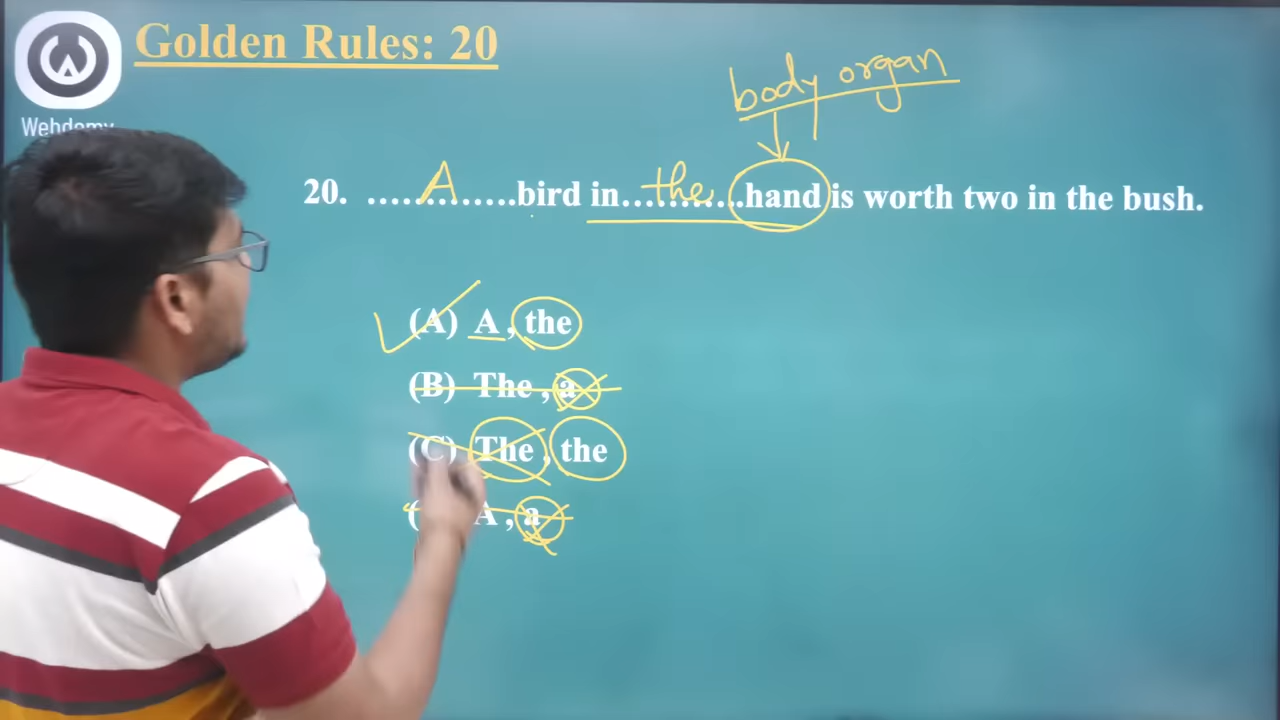 Golden Rules: 20
Webdemy
body organ
20. ......A.......bird in....the....hand is worth two in the bush.
(A) A , the
(B) The , a
(C) The , the
( A , a